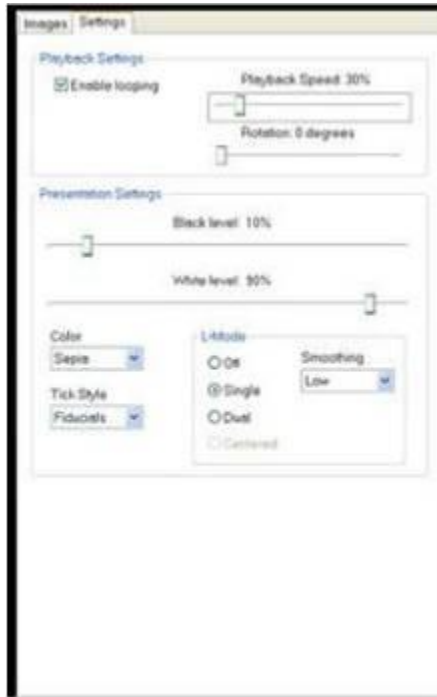 Images Settings
Playback Settings
Enable looping
Playback Speed: 30%
Rotation: 0 degrees
Presentation Settings
Black level: 10%
White level: 90%
Color
Sepia
Tick Style
Fiducials
L-Mode
Off
Single
Dual
Centered
Smoothing
Low